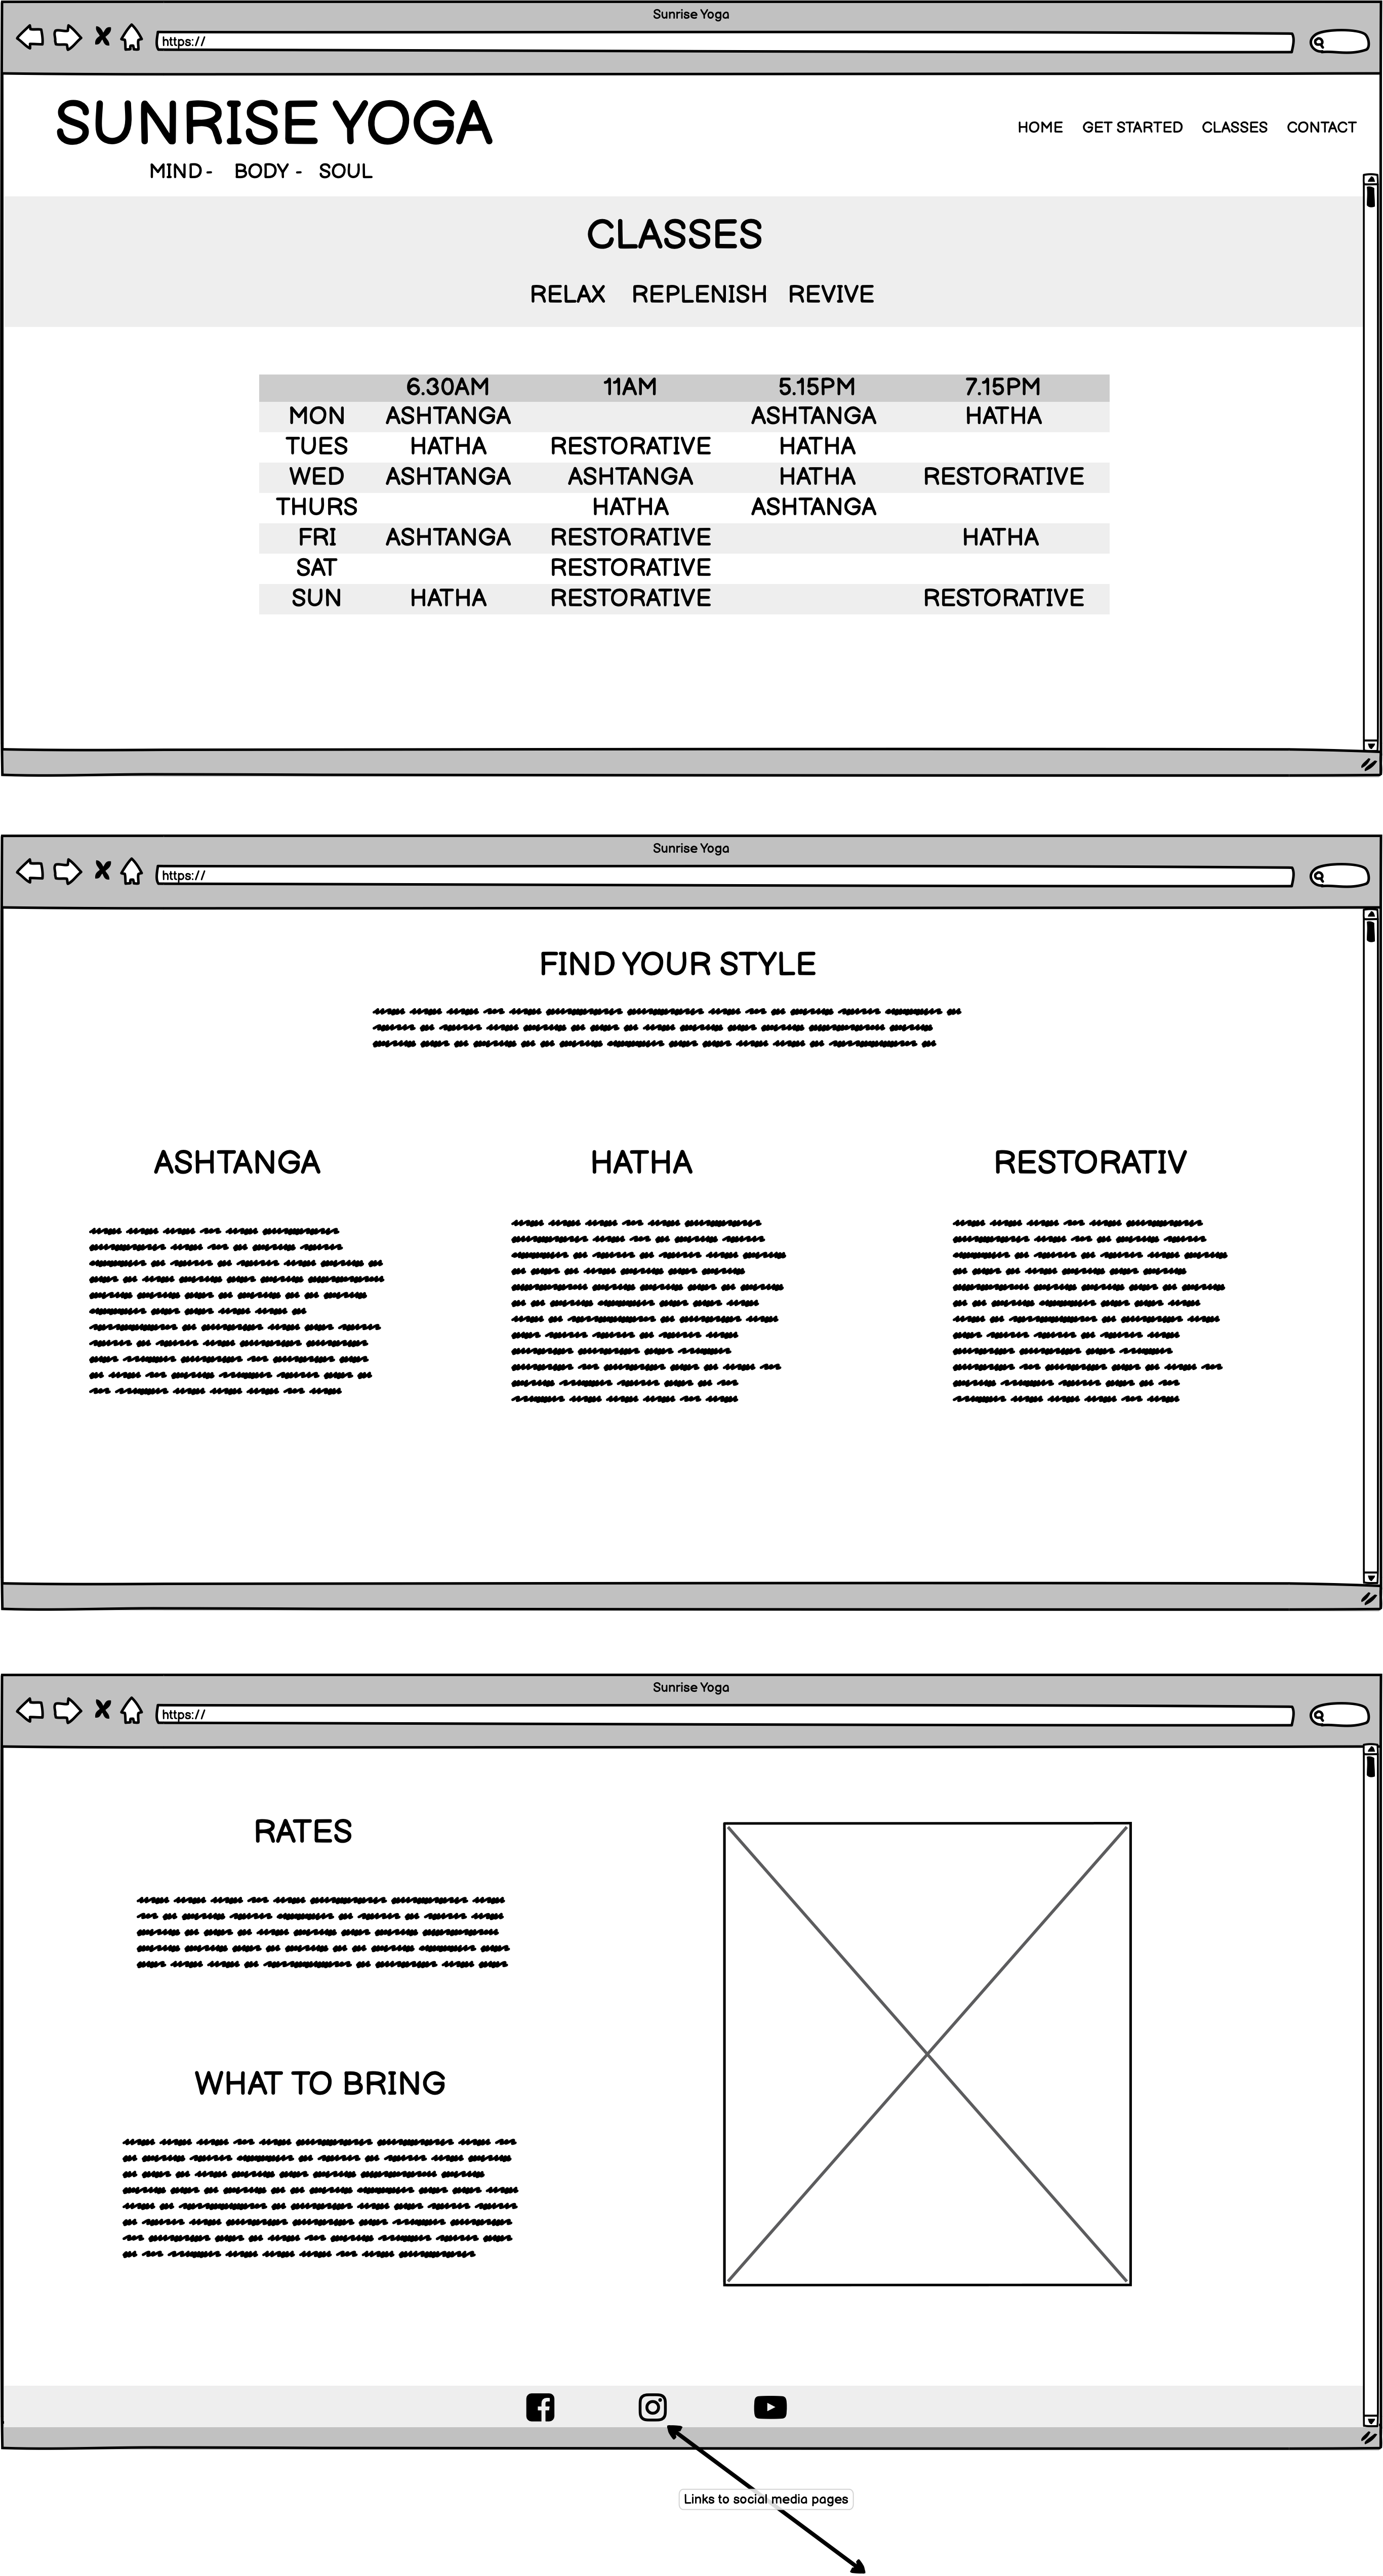 Sunrise Yoga
https://
SUNRISE YOGA
HOME GET STARTED CLASSES CONTACT
MIND - BODY - SOUL
CLASSES
RELAX REPLENISH REVIVE
6.30AM 11AM 5.15PM 7.15PM
MON ASHTANGA ASHTANGA HATHA
TUES HATHA RESTORATIVE HATHA
WED ASHTANGA ASHTANGA HATHA RESTORATIVE
THURS HATHA ASHTANGA
FRI ASHTANGA RESTORATIVE HATHA
SAT RESTORATIVE
SUN HATHA RESTORATIVE RESTORATIVE
Sunrise Yoga
https://
FIND YOUR STYLE
ASHTANGA HATHA RESTORATIV
Sunrise Yoga
https://
RATES
WHAT TO BRING
Links to social media pages